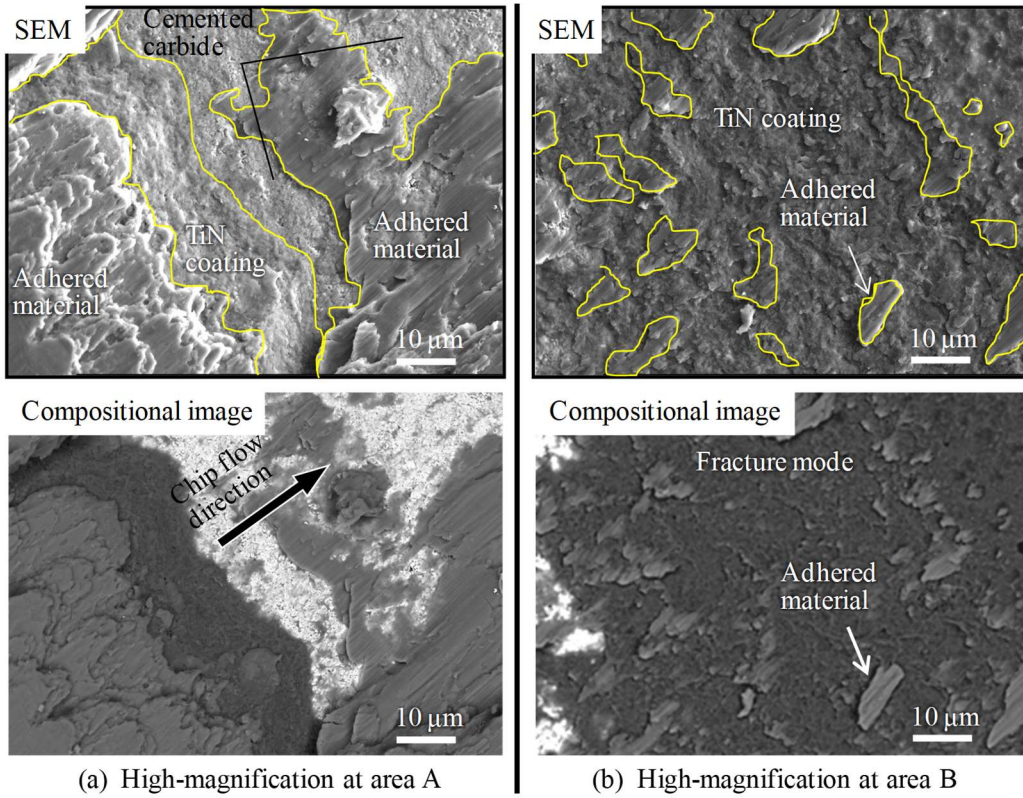 SEM
Cemented
carbide
TiN
coating
Adhered
material
Adhered
material
10 µm
Compositional image
Chip flow
direction
10 µm
(a) High-magnification at area A
SEM
TiN coating
Adhered
material
10 µm
Compositional image
Fracture mode
Adhered
material
10 µm
(b) High-magnification at area B